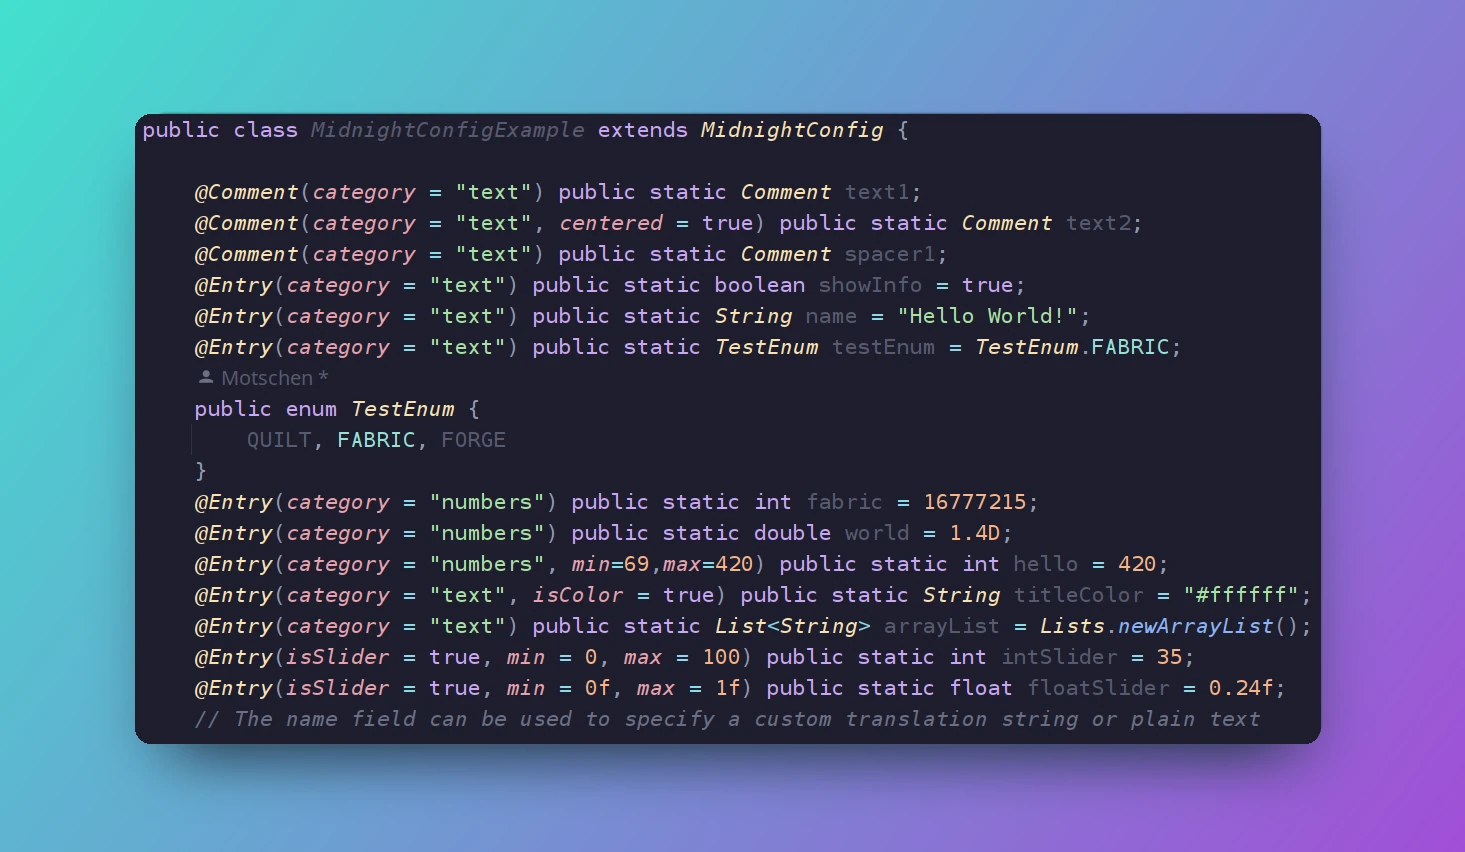 public class MidnightConfigExample extends MidnightConfig {
@Comment(category = "text") public static Comment text1;
@Comment(category = "text", centered = true) public static Comment text2;
@Comment(category = "text") public static Comment spacer1;
@Entry(category = "text") public static boolean showInfo = true;
@Entry(category = "text") public static String name = "Hello World!";
@Entry(category = "text") public static TestEnum testEnum = TestEnum.FABRIC;
Motschen *
public enum TestEnum {
QUILT, FABRIC, FORGE
}
@Entry(category = "numbers") public static int fabric = 16777215;
@Entry(category = "numbers") public static double world = 1.4D;
@Entry(category = "numbers", min=69,max=420) public static int hello = 420;
@Entry(category = "text", isColor = true) public static String titleColor = "#ffffff";
@Entry(category = "text") public static List<String> arrayList = Lists.newArrayList();
@Entry(isSlider = true, min = 0, max = 100) public static int intSlider = 35;
@Entry(isSlider = true, min = 0f, max = 1f) public static float floatSlider = 0.24f;
// The name field can be used to specify a custom translation string or plain text